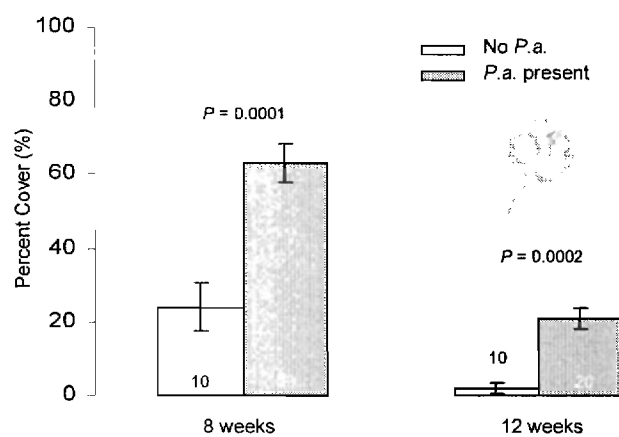 100
80
60
40
20
0
Percent Cover (%)
No P.a.
P.a. present
P = 0.0001
P = 0.0002
10
10
20
8 weeks
12 weeks